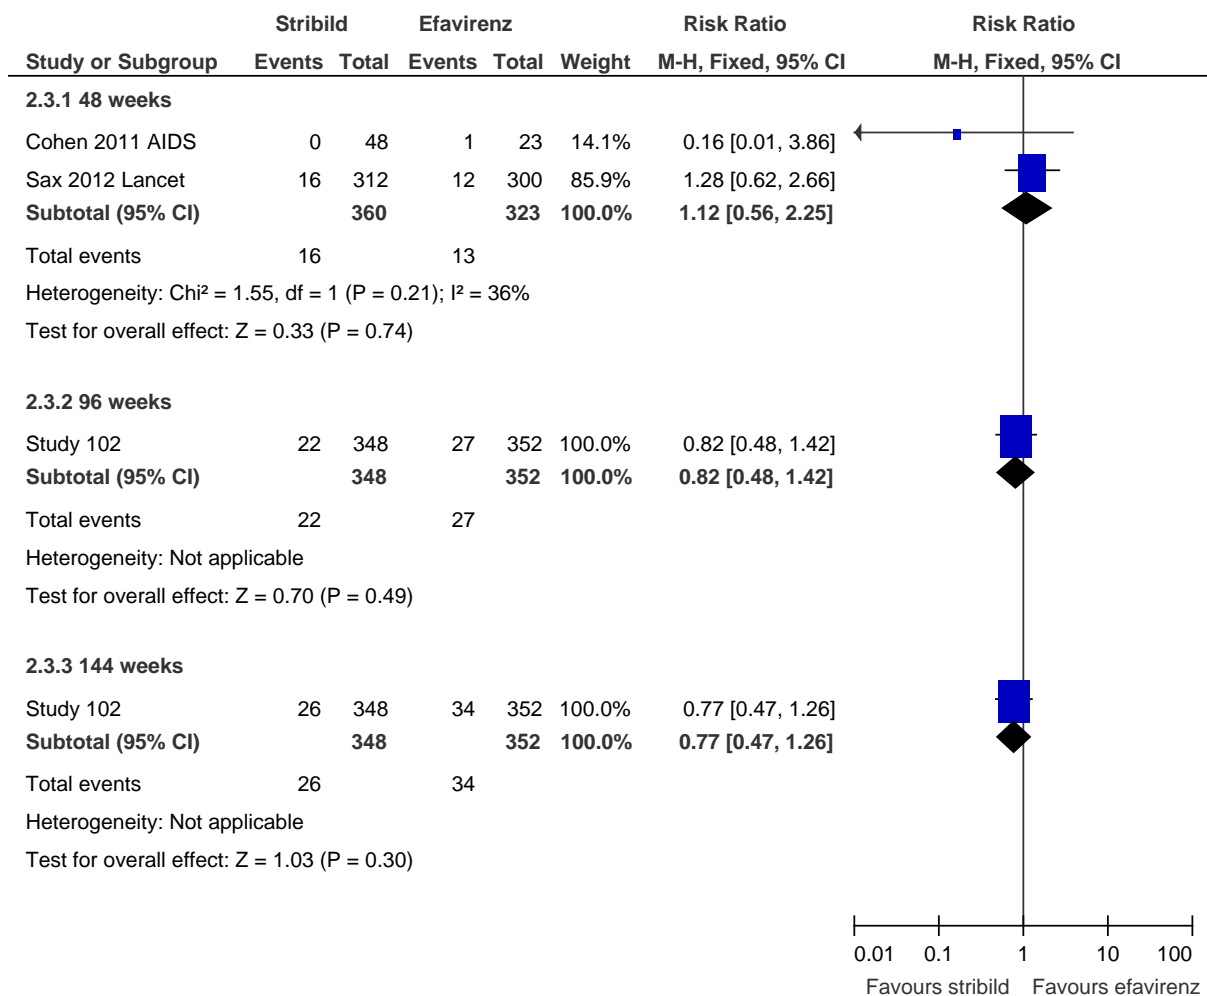 Stribild Efavirenz Risk Ratio Risk Ratio
Study or Subgroup Events Total Events Total Weight M-H, Fixed, 95% CI M-H, Fixed, 95% CI
2.3.1 48 weeks
Cohen 2011 AIDS 0 48 1 23 14.1% 0.16 [0.01, 3.86]
Sax 2012 Lancet 16 312 12 300 85.9% 1.28 [0.62, 2.66]
Subtotal (95% CI) 360 323 100.0% 1.12 [0.56, 2.25]
Total events 16 13
Heterogeneity: Chi² = 1.55, df = 1 (P = 0.21); I² = 36%
Test for overall effect: Z = 0.33 (P = 0.74)
2.3.2 96 weeks
Study 102 22 348 27 352 100.0% 0.82 [0.48, 1.42]
Subtotal (95% CI) 348 352 100.0% 0.82 [0.48, 1.42]
Total events 22 27
Heterogeneity: Not applicable
Test for overall effect: Z = 0.70 (P = 0.49)
2.3.3 144 weeks
Study 102 26 348 34 352 100.0% 0.77 [0.47, 1.26]
Subtotal (95% CI) 348 352 100.0% 0.77 [0.47, 1.26]
Total events 26 34
Heterogeneity: Not applicable
Test for overall effect: Z = 1.03 (P = 0.30)
0.01 0.1 1 10 100
Favours stribild Favours efavirenz